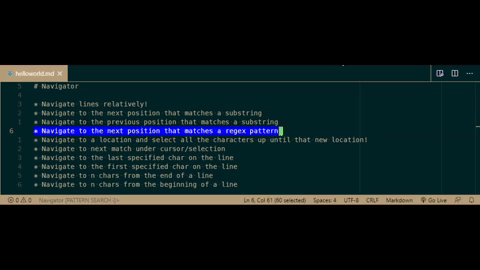 helloworld.md
5 # Navigator
4
3 * Navigate lines relatively!
2 * Navigate to the next position that matches a substring
1 * Navigate to the previous position that matches a substring
6 * Navigate to the next position that matches a regex pattern!
1 * Navigate to a location and select all the characters up until that new location!
2 * Navigate to next match under cursor/selection
3 * Navigate to the last specified char on the line
4 * Navigate to the first specified char on the line
5 * Navigate to n chars from the end of a line
6 * Navigate to n chars from the beginning of a line
0 0 Navigator [PATTERN SEARCH Ln 6, Col 61 (60 selected) Spaces: 4 UTF-8 CRLF Markdown Go Live